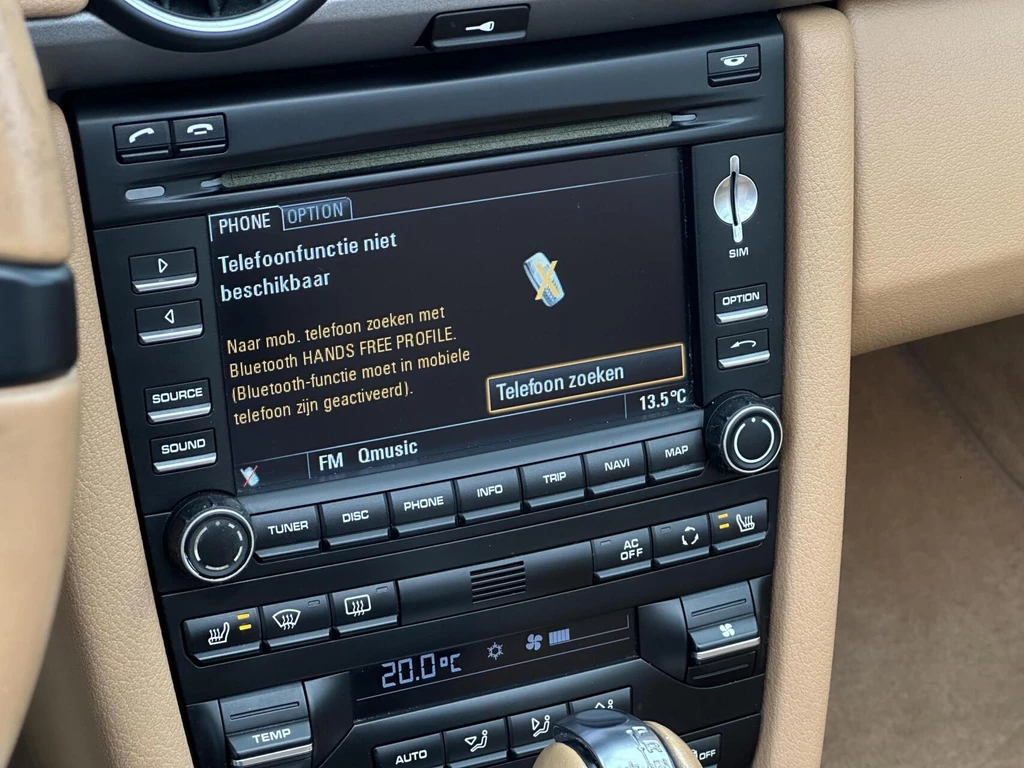 PHONE OPTION
Telefoonfunctie niet
beschikbaar
Naar mob. telefoon zoeken met
Bluetooth HANDS FREE PROFILE.
(Bluetooth-functie moet in mobiele
telefoon zijn geactiveerd).
Telefoon zoeken
FM Qmusic
13.5°C
SIM
OPTION
SOURCE
SOUND
TUNER DISC PHONE INFO TRIP NAVI MAP
AC
OFF
20.0°C
TEMP
AUTO
OFF